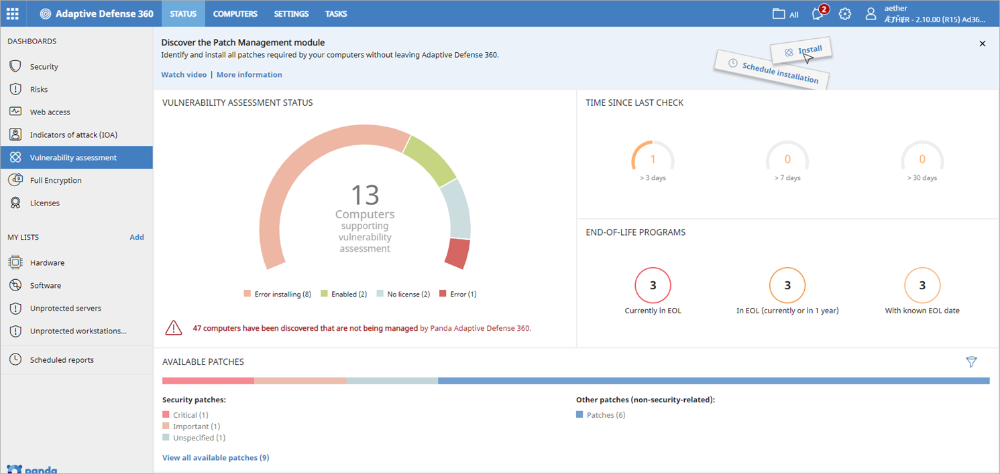 Adaptive Defense 360
STATUS
COMPUTERS
SETTINGS
TASKS
All
2
aether
ÆTHER - 2.10.00 (R15) Ad36...
DASHBOARDS
Security
Risks
Web access
Indicators of attack (IOA)
Vulnerability assessment
Full Encryption
Licenses
MY LISTS
Add
Hardware
Software
Unprotected servers
Unprotected workstations...
Scheduled reports
panda
Discover the Patch Management module
Identify and install all patches required by your computers without leaving Adaptive Defense 360.
Watch video | More information
Install
Schedule installation
VULNERABILITY ASSESSMENT STATUS
13
Computers
supporting
vulnerability
assessment
Error installing (8)
Enabled (2)
No license (2)
Error (1)
47 computers have been discovered that are not being managed by Panda Adaptive Defense 360.
TIME SINCE LAST CHECK
1
> 3 days
0
> 7 days
0
> 30 days
END-OF-LIFE PROGRAMS
3
Currently in EOL
3
In EOL (currently or in 1 year)
3
With known EOL date
AVAILABLE PATCHES
Security patches:
Critical (1)
Important (1)
Unspecified (1)
Other patches (non-security-related):
Patches (6)
View all available patches (9)